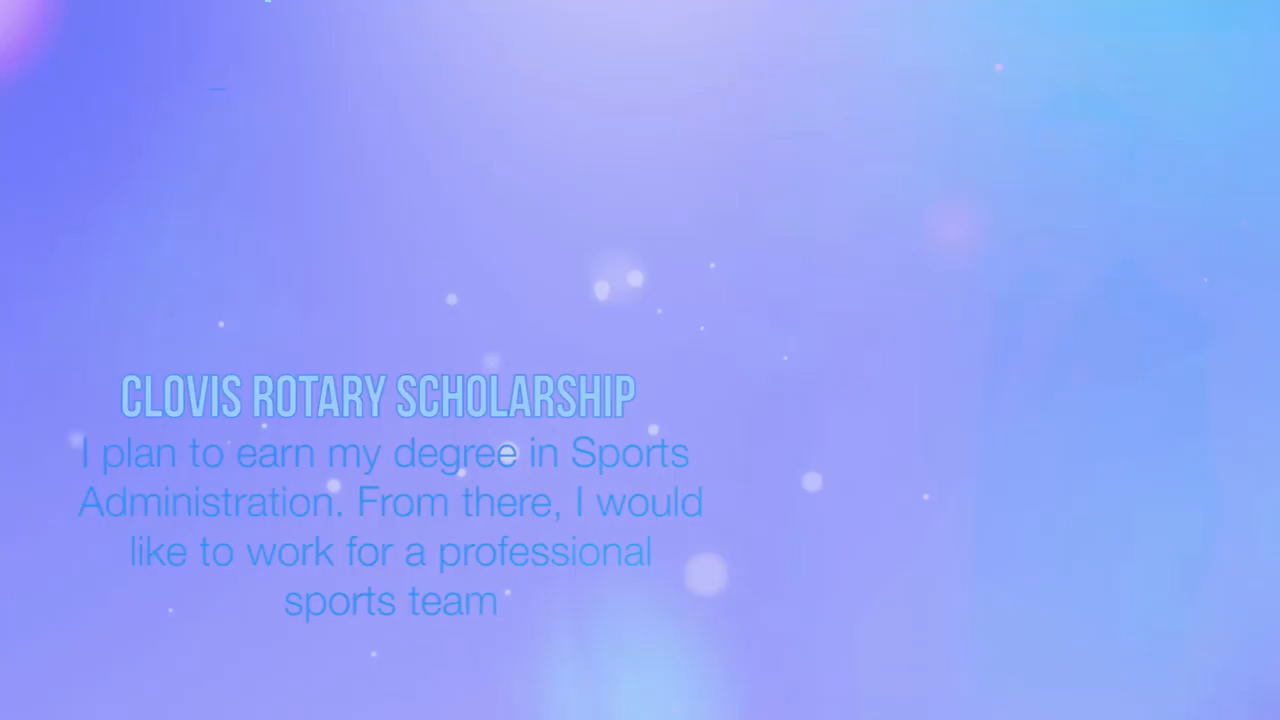 CLOVIS ROTARY SCHOLARSHIP
I plan to earn my degree in Sports
Administration. From there, I would
like to work for a professional
sports team